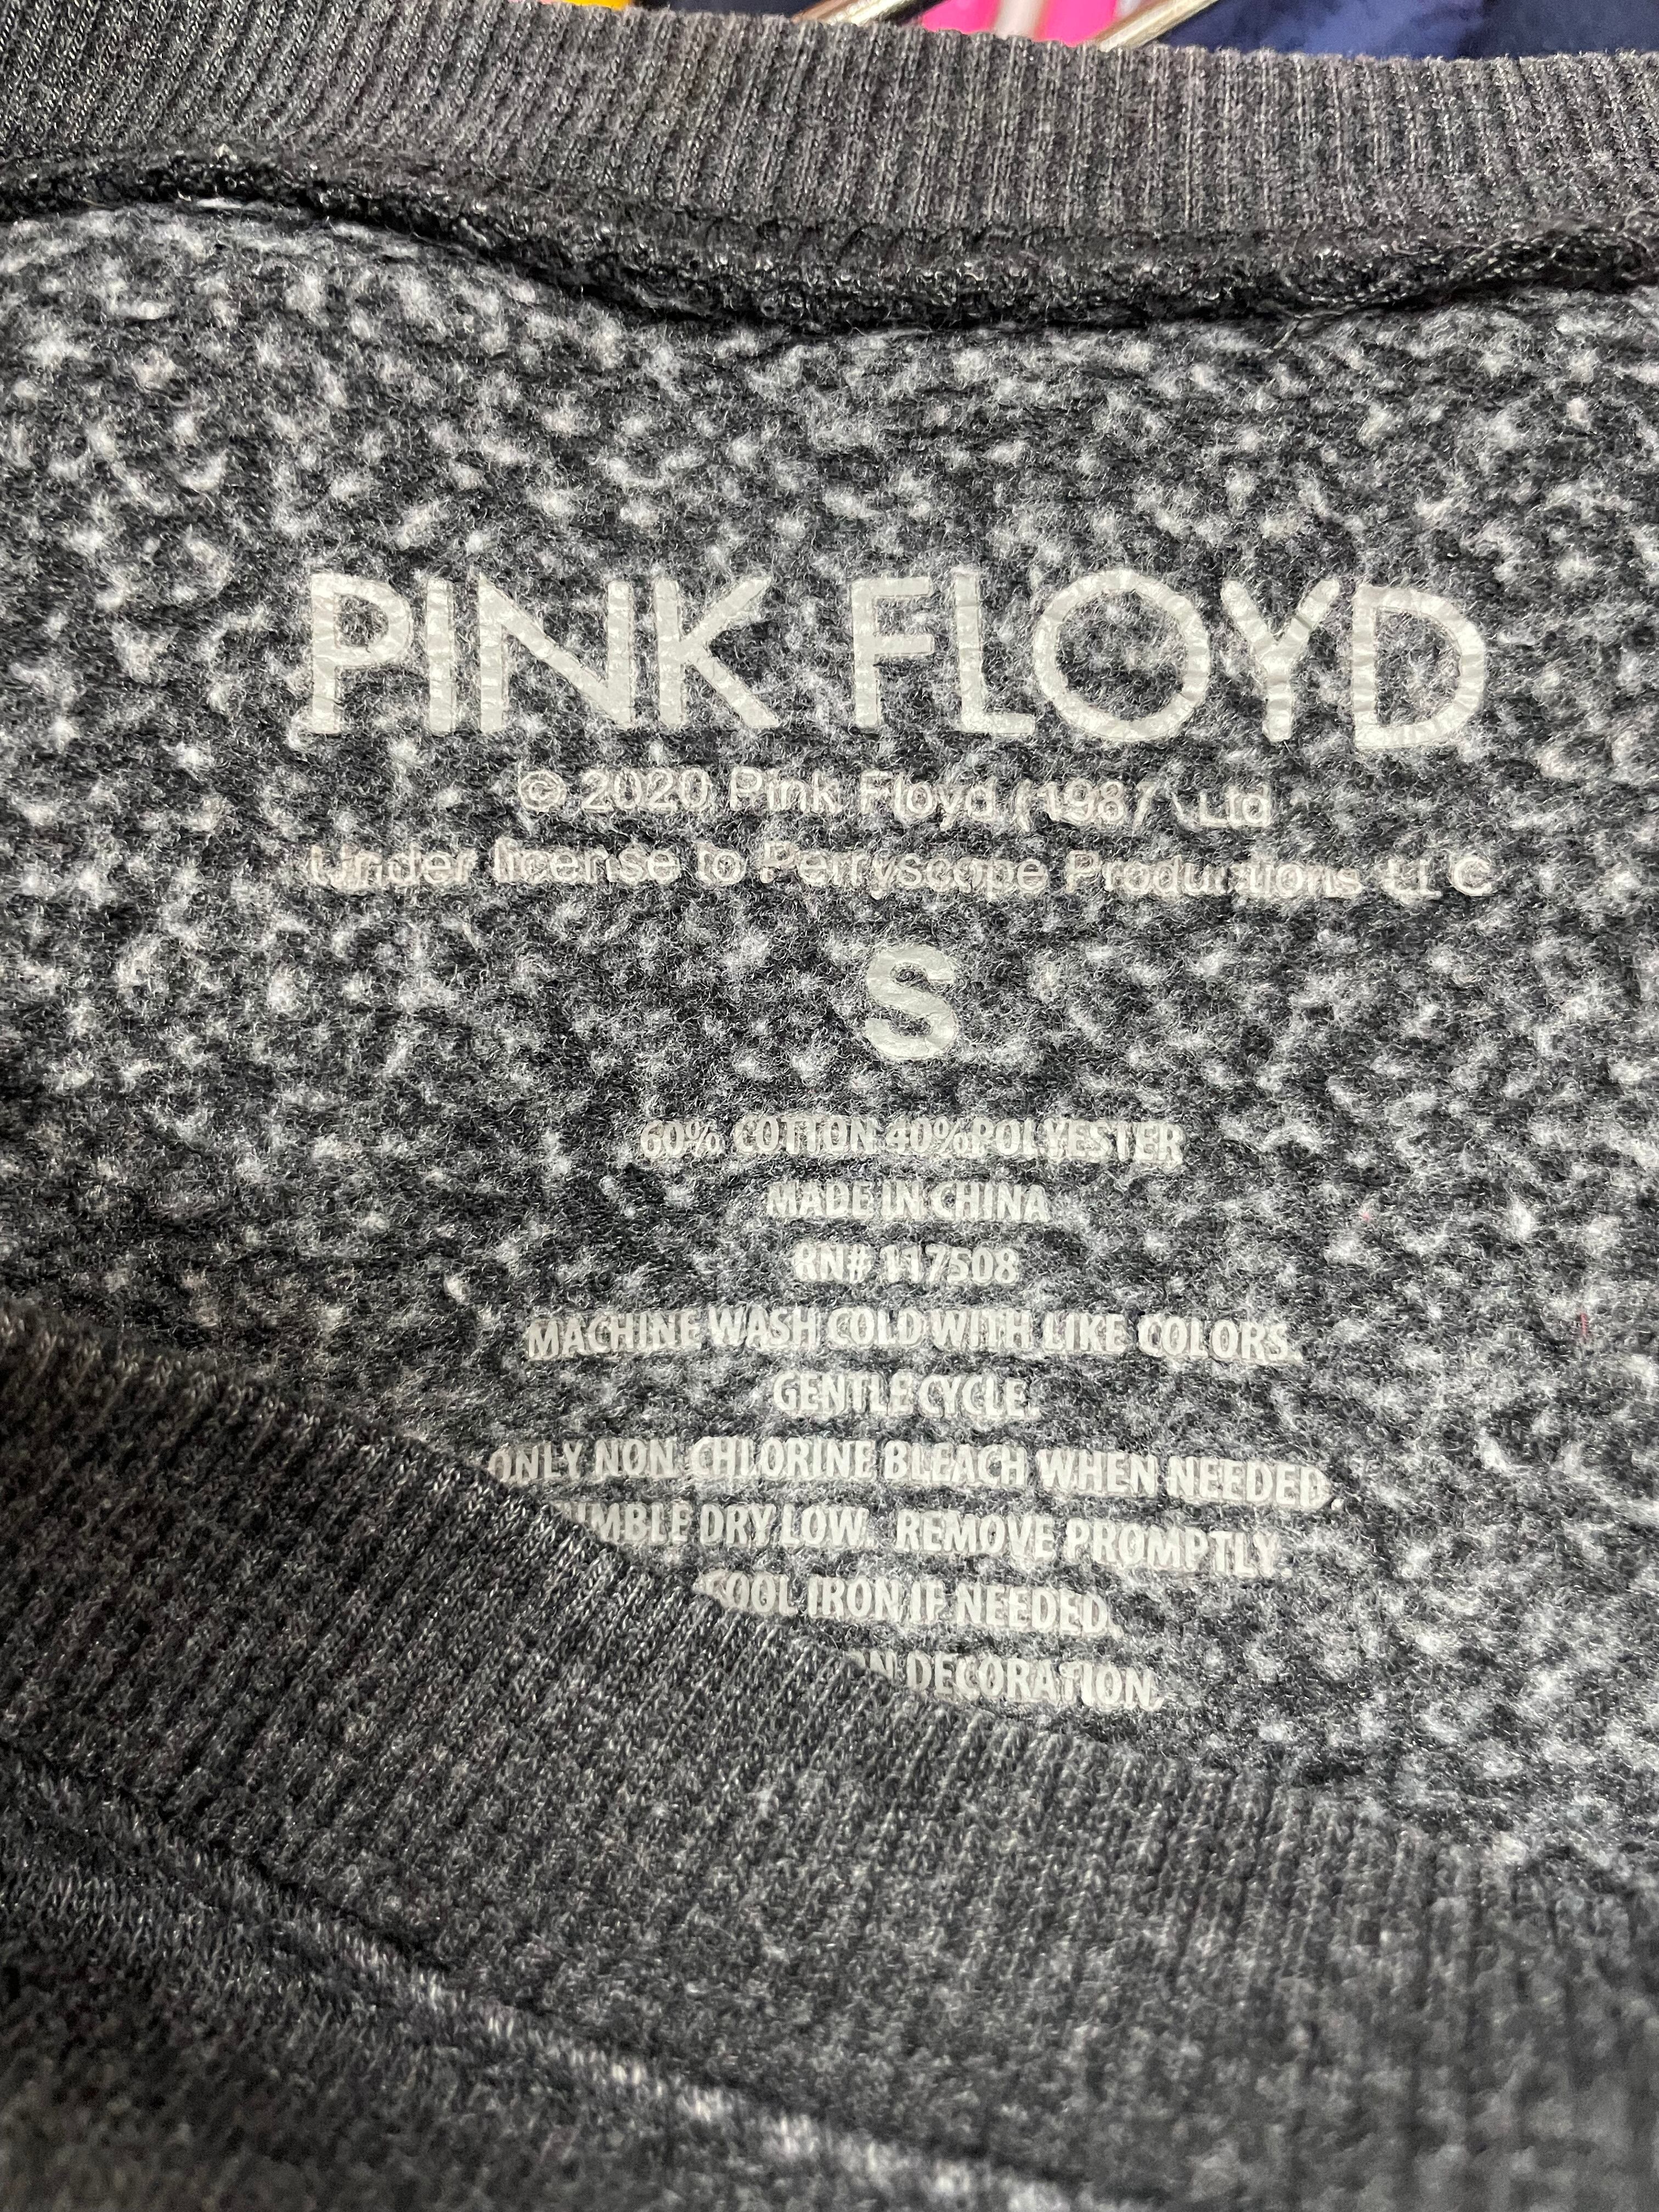 PINK FLOYD
© 2020 Pink Floyd (1987) Ltd
Under license to PerryScope Productions LLC
S
60% COTTON 40% POLYESTER
MADE IN CHINA
RN# 117508
MACHINE WASH COLD WITH LIKE COLORS.
GENTLE CYCLE.
ONLY NON CHLORINE BLEACH WHEN NEEDED.
UMBLE DRY LOW. REMOVE PROMPTLY.
COOL IRON IF NEEDED.
ON DECORATION.